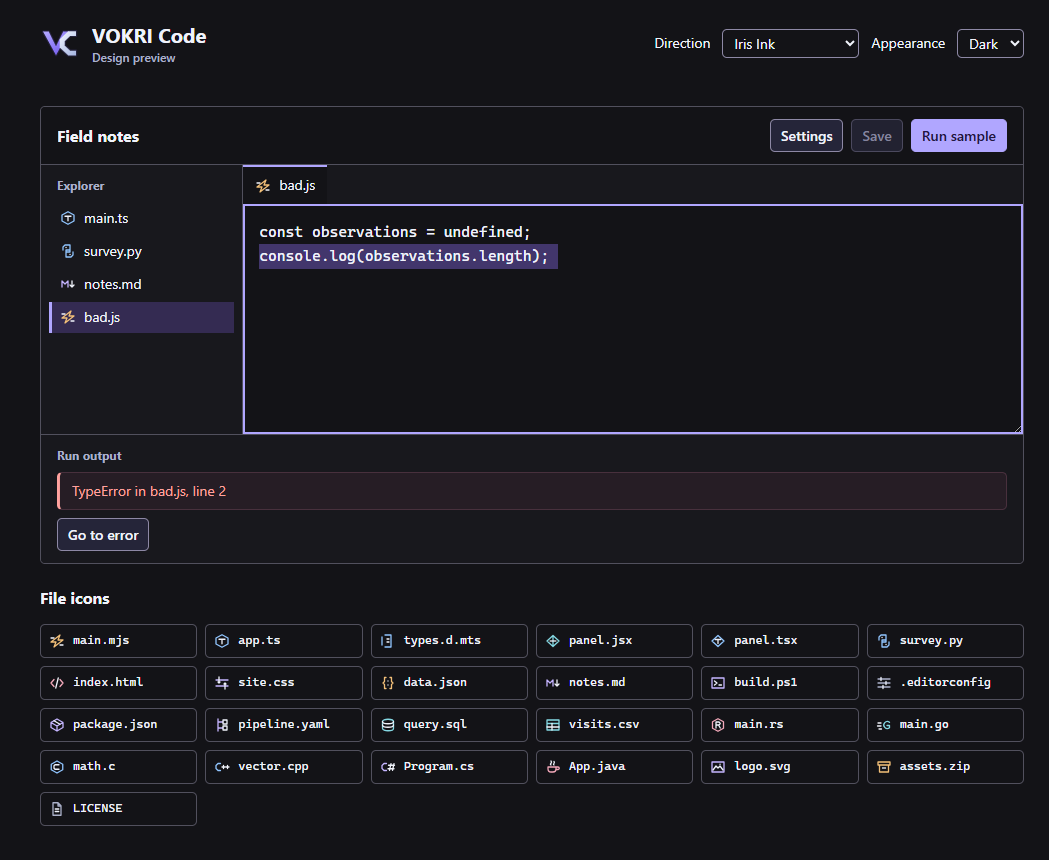 VOKRI Code
Design preview
Direction
Iris Ink
Appearance
Dark
Field notes
Settings
Save
Run sample
Explorer
main.ts
survey.py
notes.md
bad.js
bad.js
const observations = undefined;
console.log(observations.length);
Run output
TypeError in bad.js, line 2
Go to error
File icons
main.mjs
app.ts
types.d.mts
panel.jsx
panel.tsx
survey.py
index.html
site.css
data.json
notes.md
build.ps1
.editorconfig
package.json
pipeline.yaml
query.sql
visits.csv
main.rs
main.go
math.c
vector.cpp
Program.cs
App.java
logo.svg
assets.zip
LICENSE